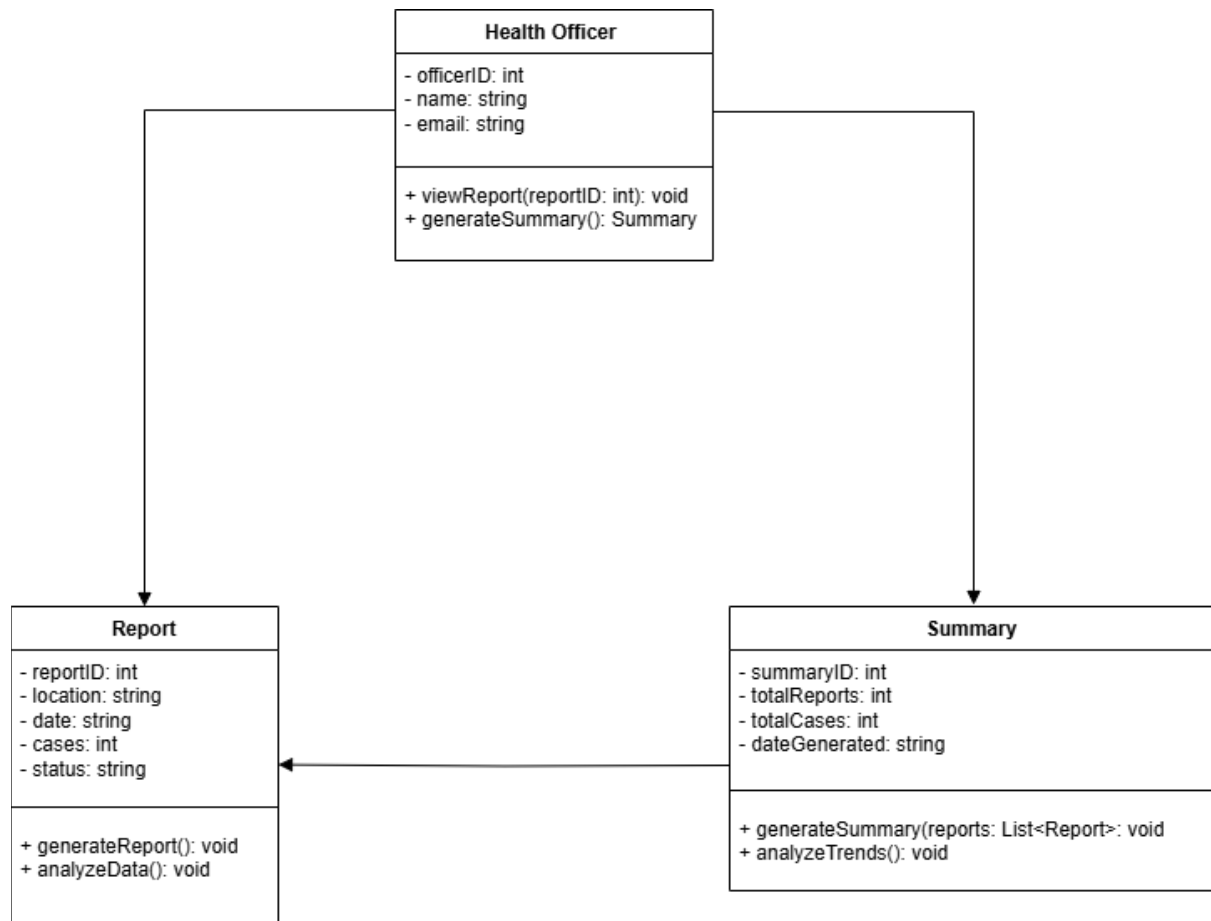 Health Officer
- officerID: int
- name: string
- email: string
+ viewReport(reportID: int): void
+ generateSummary(): Summary
Report
- reportID: int
- location: string
- date: string
- cases: int
- status: string
+ generateReport(): void
+ analyzeData(): void
Summary
- summaryID: int
- totalReports: int
- totalCases: int
- dateGenerated: string
+ generateSummary(reports: List<Report>: void
+ analyzeTrends(): void